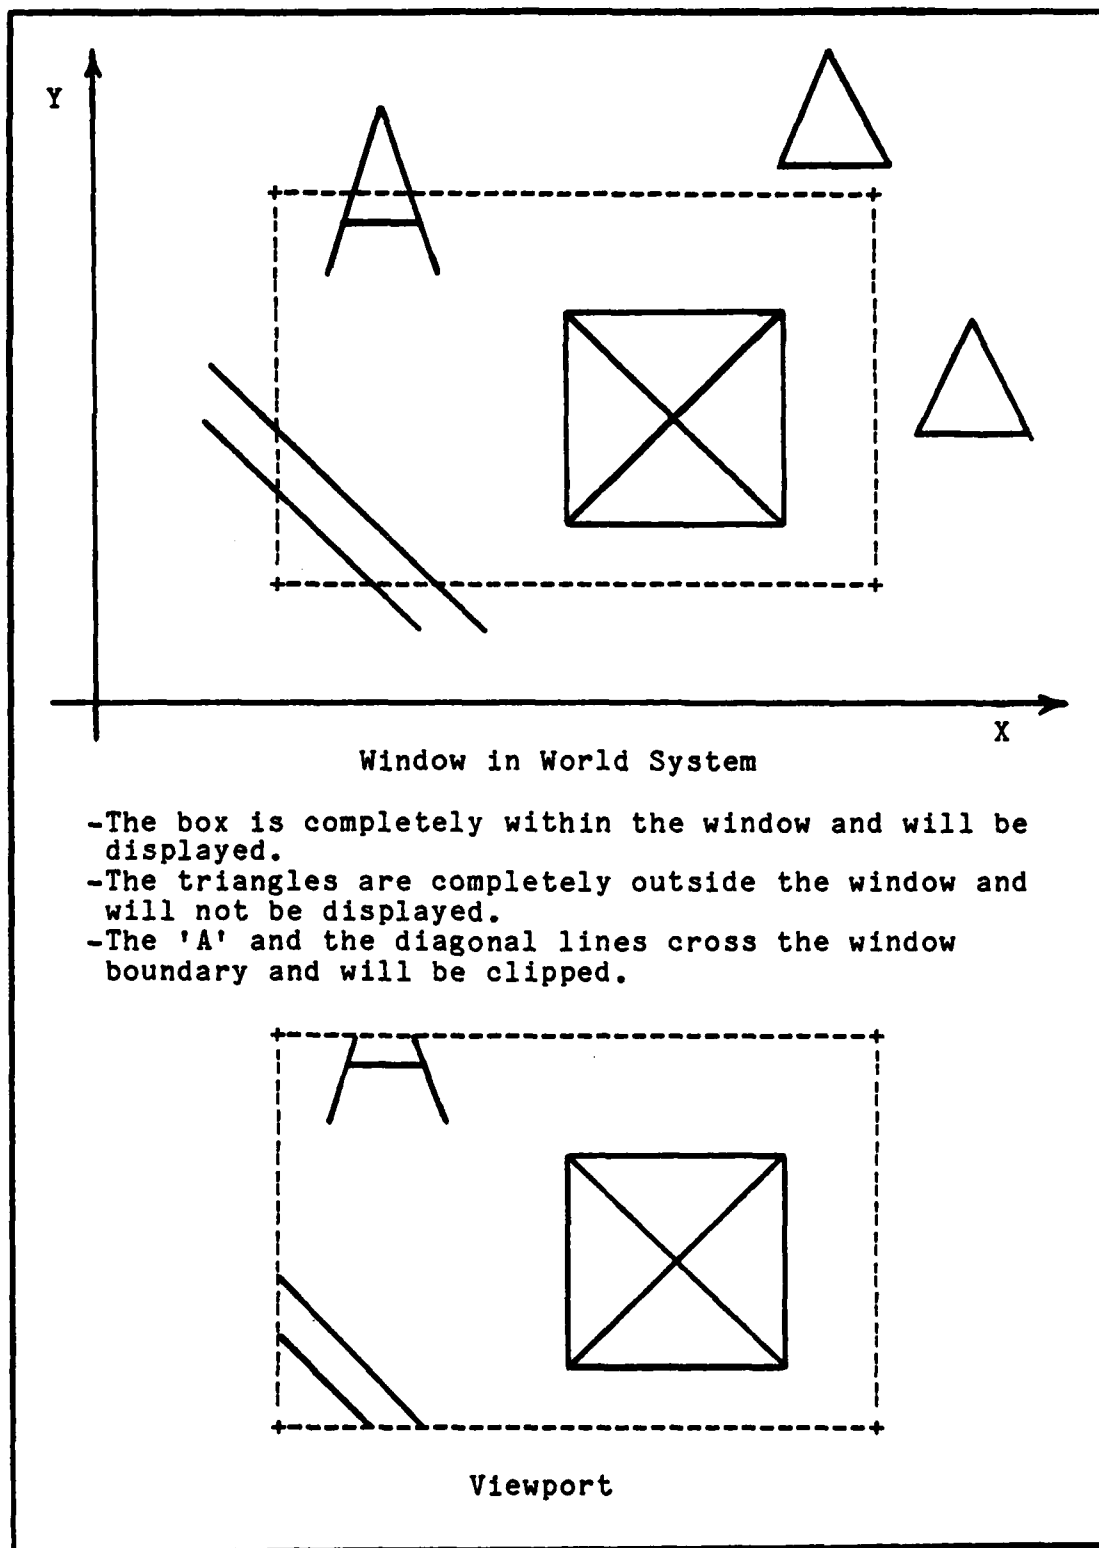 Y
X
Window in World System
-The box is completely within the window and will be
displayed.
-The triangles are completely outside the window and
will not be displayed.
-The 'A' and the diagonal lines cross the window
boundary and will be clipped.
Viewport